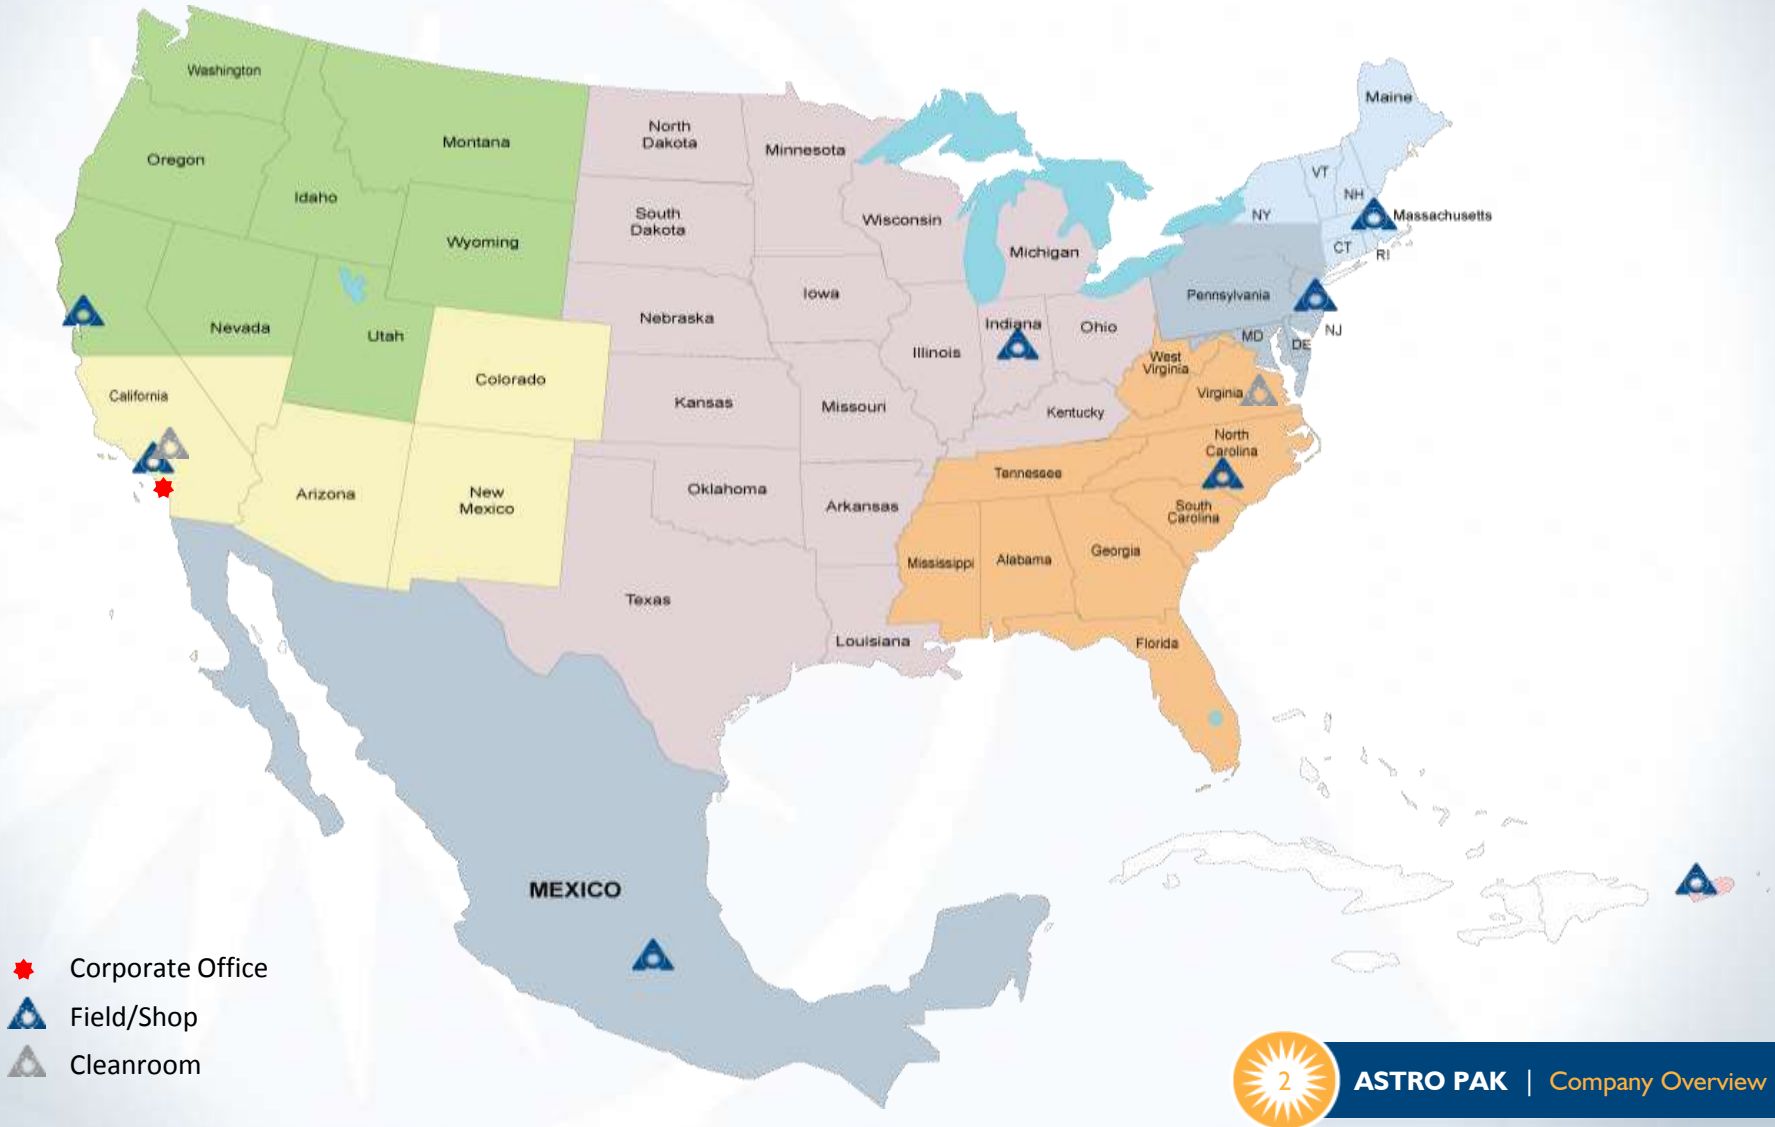 Washington
Maine
Montana
North
Dakota
Minnesota
Oregon
VT
Idaho
NH
South
Dakota
Wisconsin
NY
Massachusetts
Wyoming
Michigan
CT
RI
Iowa
Pennsylvania
Nebraska
Indiana
Ohio
Nevada
Utah
NJ
MD
DE
Illinois
West
Virginia
Colorado
California
Virginia
Kansas
Missouri
Kentucky
North
Carolina
Tennessee
Arizona
New
Mexico
Oklahoma
Arkansas
South
Carolina
Mississippi
Alabama
Georgia
Texas
Louisiana
Florida
MEXICO
Corporate Office
Field/Shop
Cleanroom
2
ASTRO PAK | Company Overview